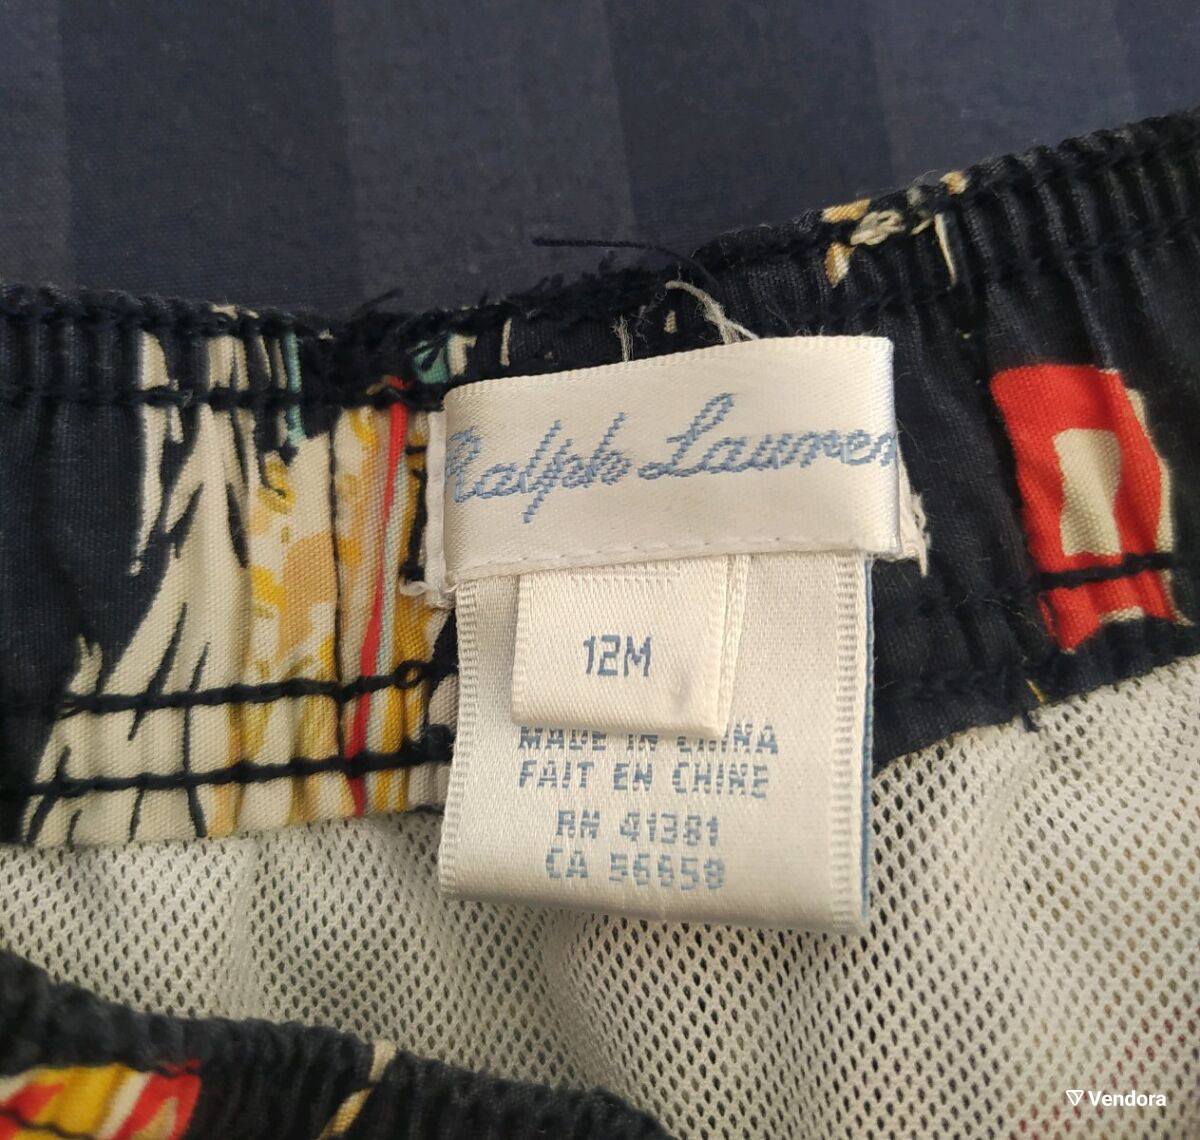 Ralph Lauren
12M
MADE IN CHINA
FAIT EN CHINE
RN 41381
CA 56658
Vendora